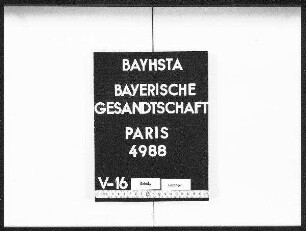 BAYHSTA
BAYERISCHE
GESANDTSCHAFT
PARIS
4988
V-16